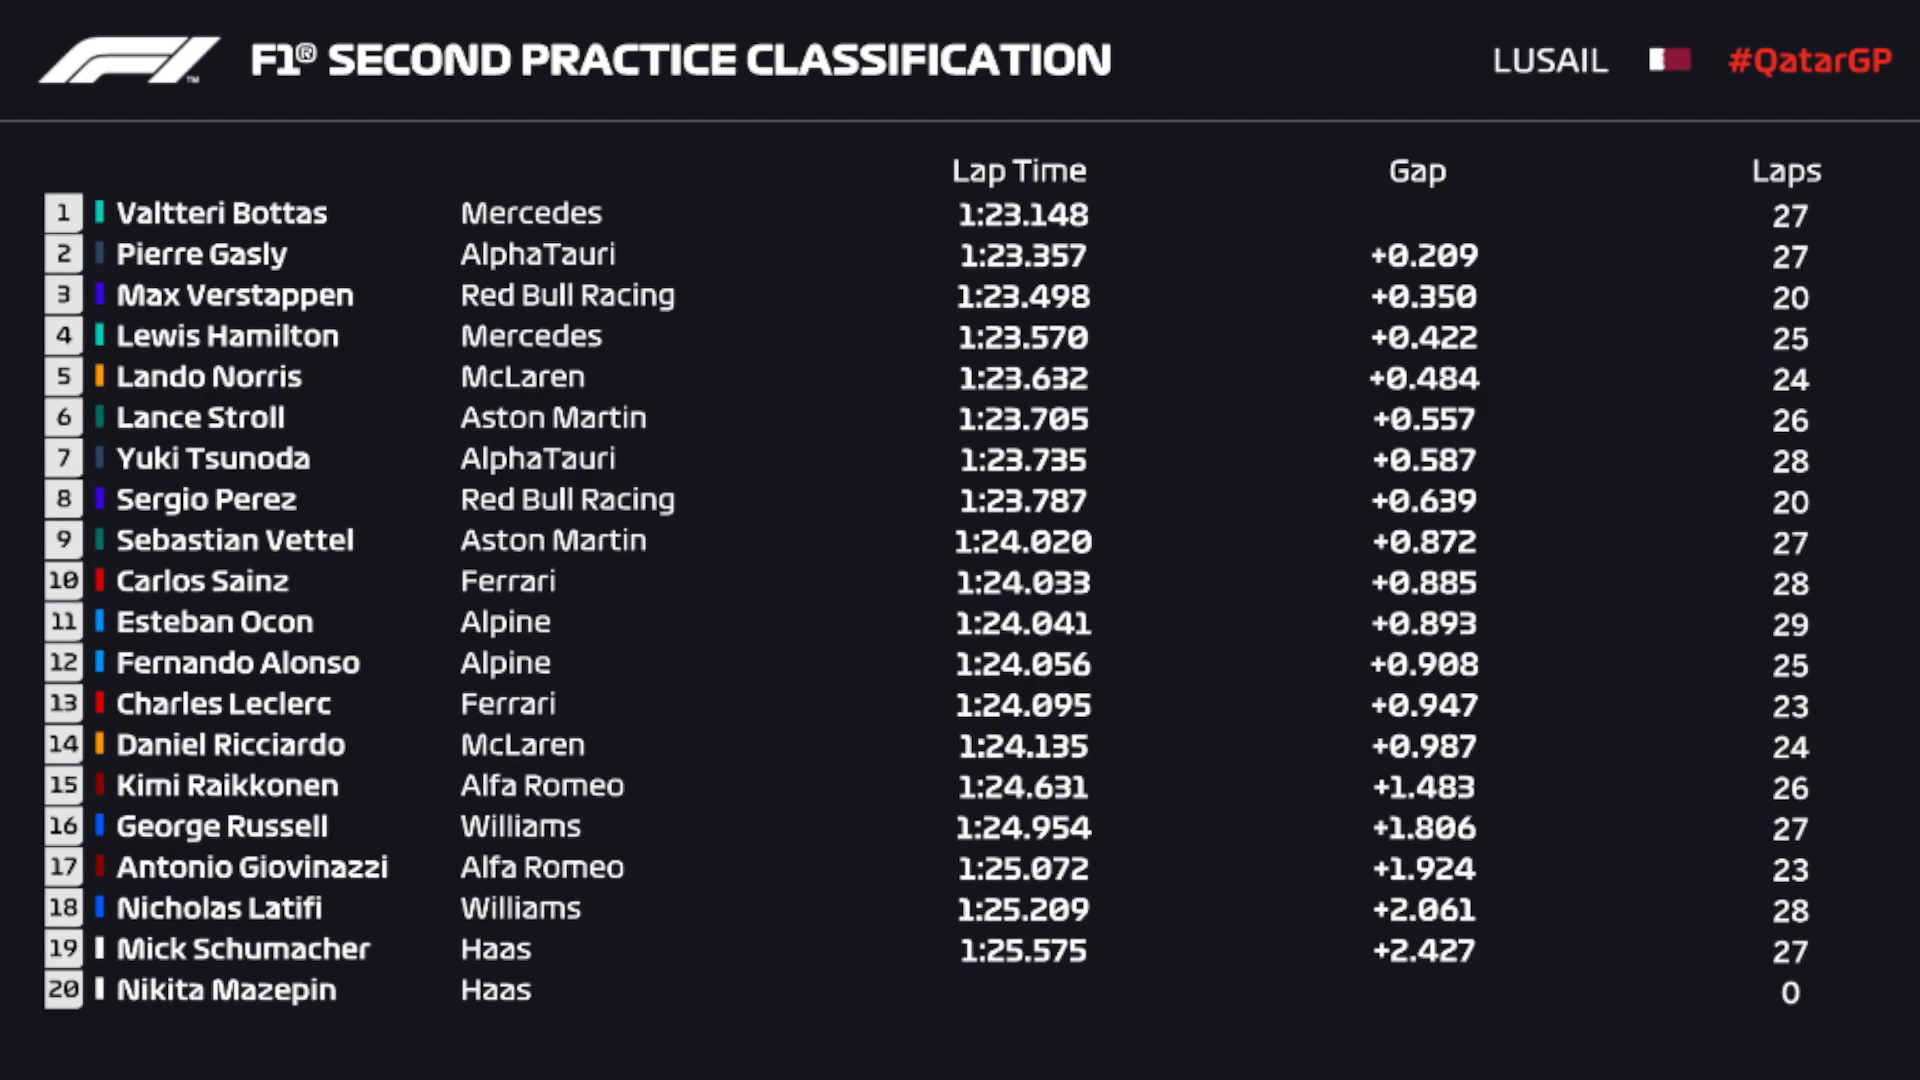 F1® SECOND PRACTICE CLASSIFICATION LUSAIL #QatarGP
Lap Time Gap Laps
1 Valtteri Bottas Mercedes 1:23.148 27
2 Pierre Gasly AlphaTauri 1:23.357 +0.209 27
3 Max Verstappen Red Bull Racing 1:23.498 +0.350 20
4 Lewis Hamilton Mercedes 1:23.570 +0.422 25
5 Lando Norris McLaren 1:23.632 +0.484 24
6 Lance Stroll Aston Martin 1:23.705 +0.557 26
7 Yuki Tsunoda AlphaTauri 1:23.735 +0.587 28
8 Sergio Perez Red Bull Racing 1:23.787 +0.639 20
9 Sebastian Vettel Aston Martin 1:24.020 +0.872 27
10 Carlos Sainz Ferrari 1:24.033 +0.885 28
11 Esteban Ocon Alpine 1:24.041 +0.893 29
12 Fernando Alonso Alpine 1:24.056 +0.908 25
13 Charles Leclerc Ferrari 1:24.095 +0.947 23
14 Daniel Ricciardo McLaren 1:24.135 +0.987 24
15 Kimi Raikkonen Alfa Romeo 1:24.631 +1.483 26
16 George Russell Williams 1:24.954 +1.806 27
17 Antonio Giovinazzi Alfa Romeo 1:25.072 +1.924 23
18 Nicholas Latifi Williams 1:25.209 +2.061 28
19 Mick Schumacher Haas 1:25.575 +2.427 27
20 Nikita Mazepin Haas 0